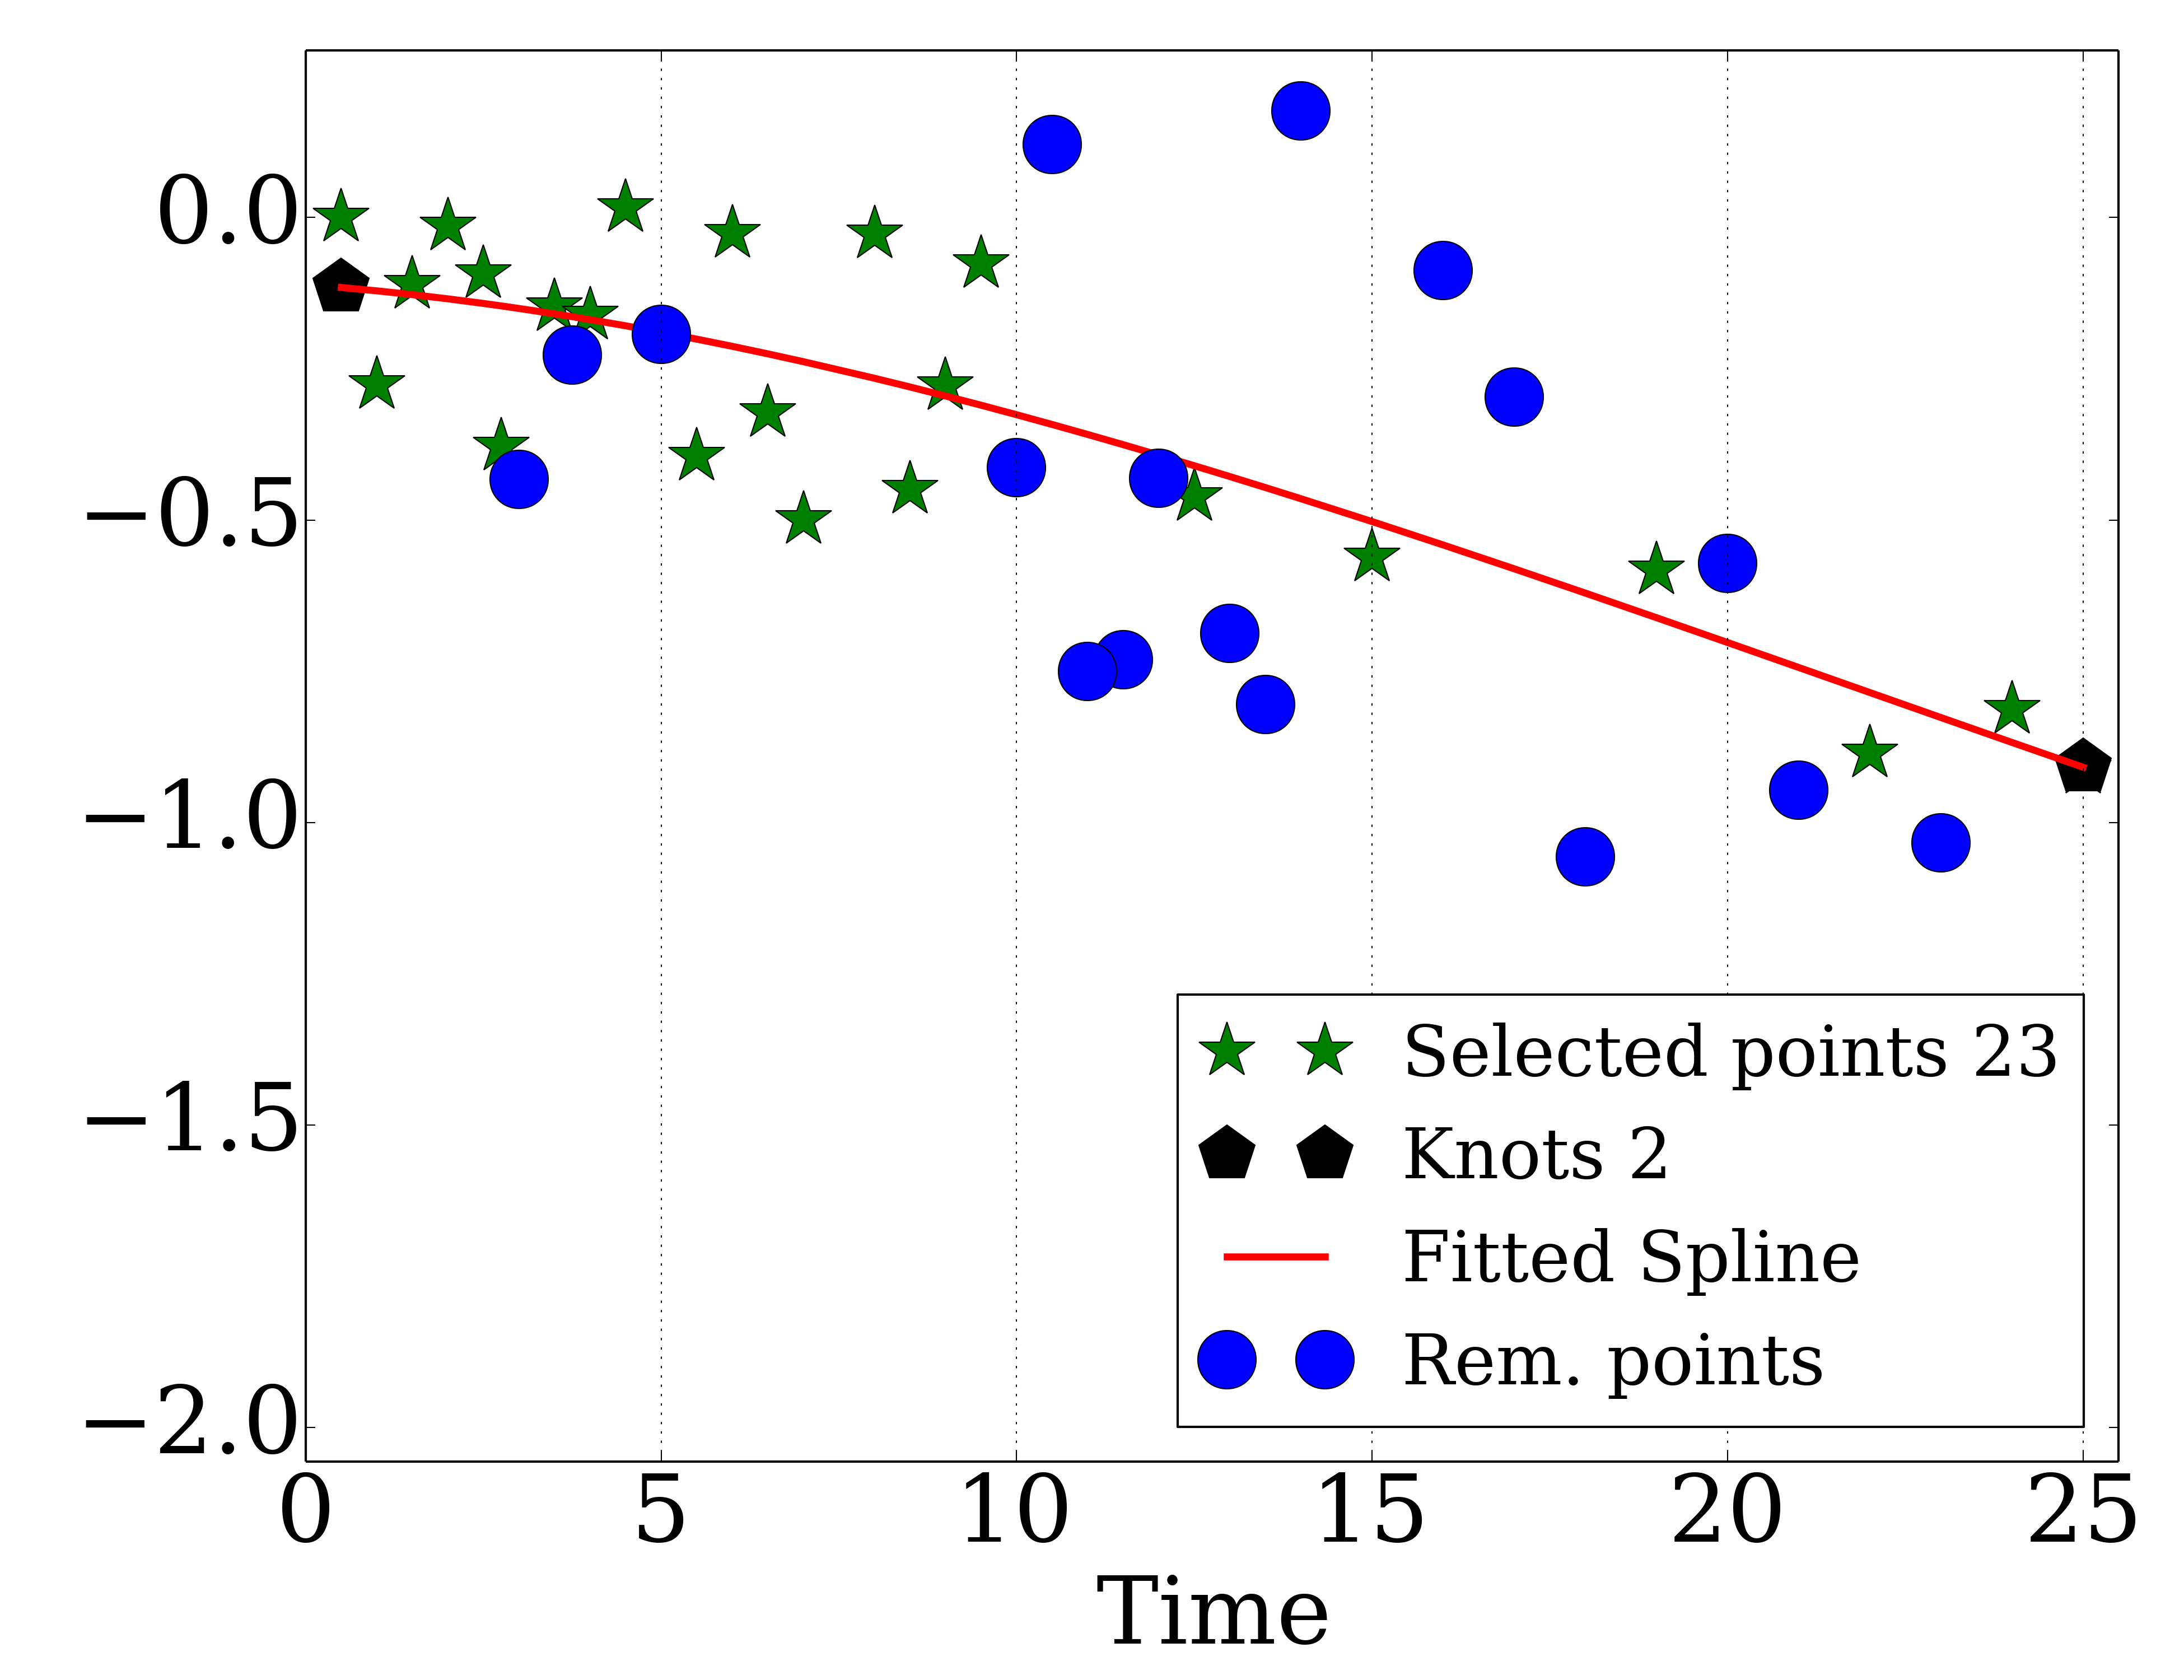 0.0
−0.5
−1.0
−1.5
−2.0
Selected points 23
Knots 2
Fitted Spline
Rem. points
0 5 10 15 20 25
Time